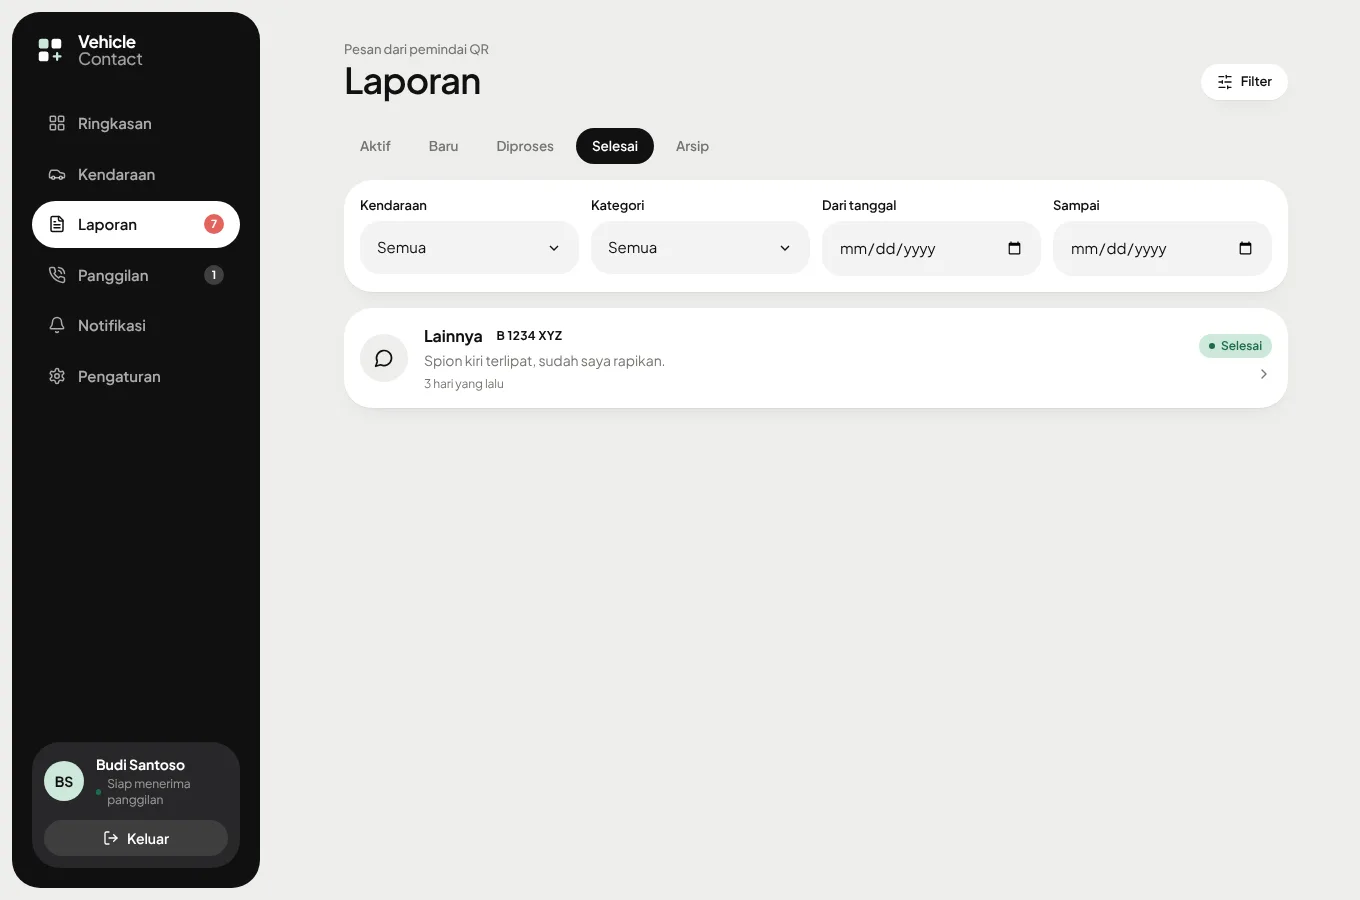 Vehicle
Contact
Ringkasan
Kendaraan
Laporan 7
Panggilan 1
Notifikasi
Pengaturan
BS
Budi Santoso
Siap menerima
panggilan
Keluar
Pesan dari pemindai QR
Laporan
Filter
Aktif Baru Diproses Selesai Arsip
Kendaraan Kategori Dari tanggal Sampai
Semua Semua mm/dd/yyyy mm/dd/yyyy
Lainnya B 1234 XYZ
Spion kiri terlipat, sudah saya rapikan.
3 hari yang lalu
Selesai